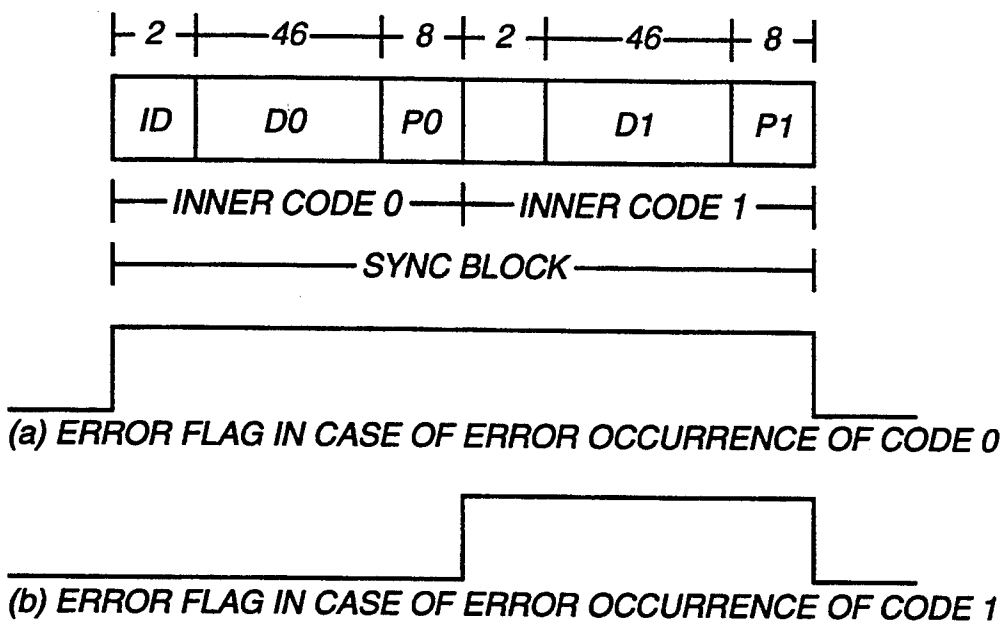 2 46 8 2 46 8
ID D0 P0 D1 P1
INNER CODE 0 INNER CODE 1
SYNC BLOCK
(a) ERROR FLAG IN CASE OF ERROR OCCURRENCE OF CODE 0
(b) ERROR FLAG IN CASE OF ERROR OCCURRENCE OF CODE 1